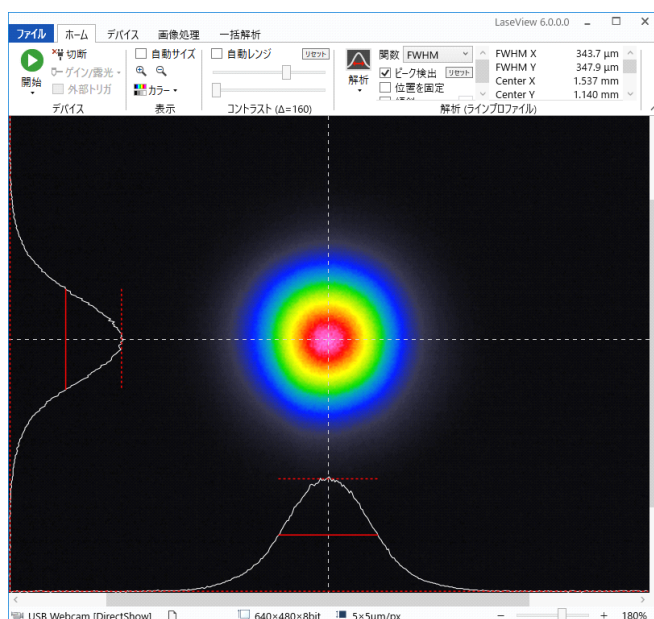 LaseView 6.0.0.0
ファイル ホーム デバイス 画像処理 一括解析
開始
切断
ゲイン/露光
外部トリガ
デバイス
自動サイズ
カラー
表示
自動レンジ リセット
コントラスト (Δ=160)
解析
関数 FWHM
ピーク検出 リセット
位置を固定
FWHM X 343.7 μm
FWHM Y 347.9 μm
Center X 1.537 mm
Center Y 1.140 mm
解析 (ラインプロファイル)
USB Webcam [DirectShow] 640×480×8bit 5×5um/px 180%